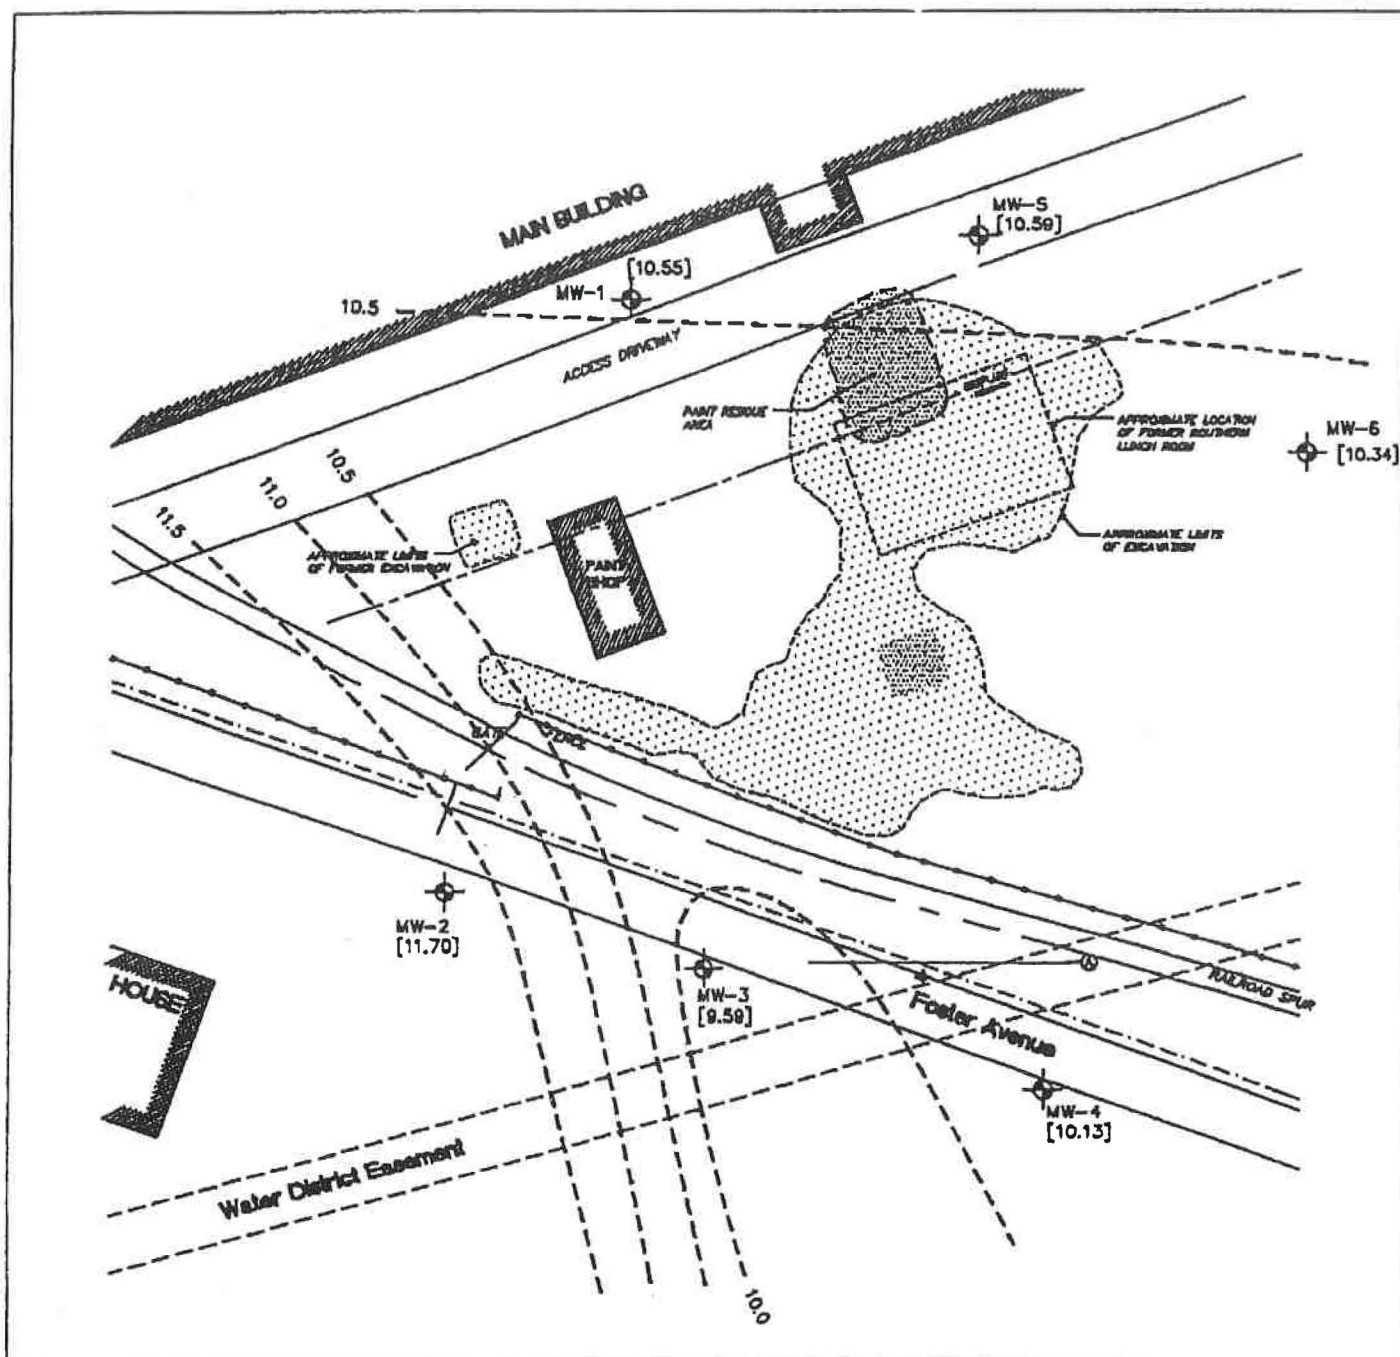 MAIN BUILDING
MW-5
[10.59]
[10.55]
MW-1
10.5
ACCESS DRIVEWAY
PAINT RESIDUE
AREA
APPROXIMATE LOCATION
OF FORMER SOUTHERN
LUNCH ROOM
MW-6
[10.34]
10.5
11.0
11.5
APPROXIMATE LIMITS
OF FORMER EXCAVATION
PAINT
SHOP
APPROXIMATE LIMITS
OF EXCAVATION
GATE
FENCE
MW-2
[11.70]
HOUSE
MW-3
[9.59]
RAILROAD SPUR
Foster Avenue
MW-4
[10.13]
Water District Easement
10.0